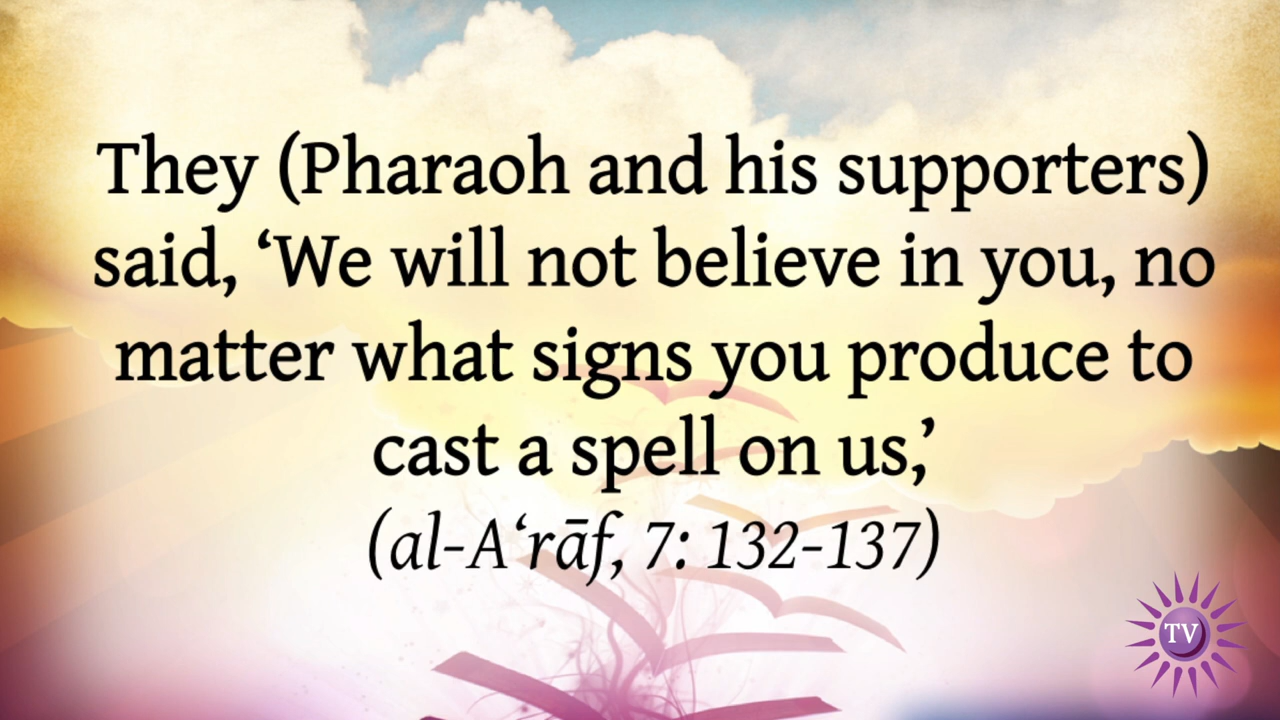 They (Pharaoh and his supporters)
said, ‘We will not believe in you, no
matter what signs you produce to
cast a spell on us,’
(al-A‘rāf, 7: 132-137)
TV